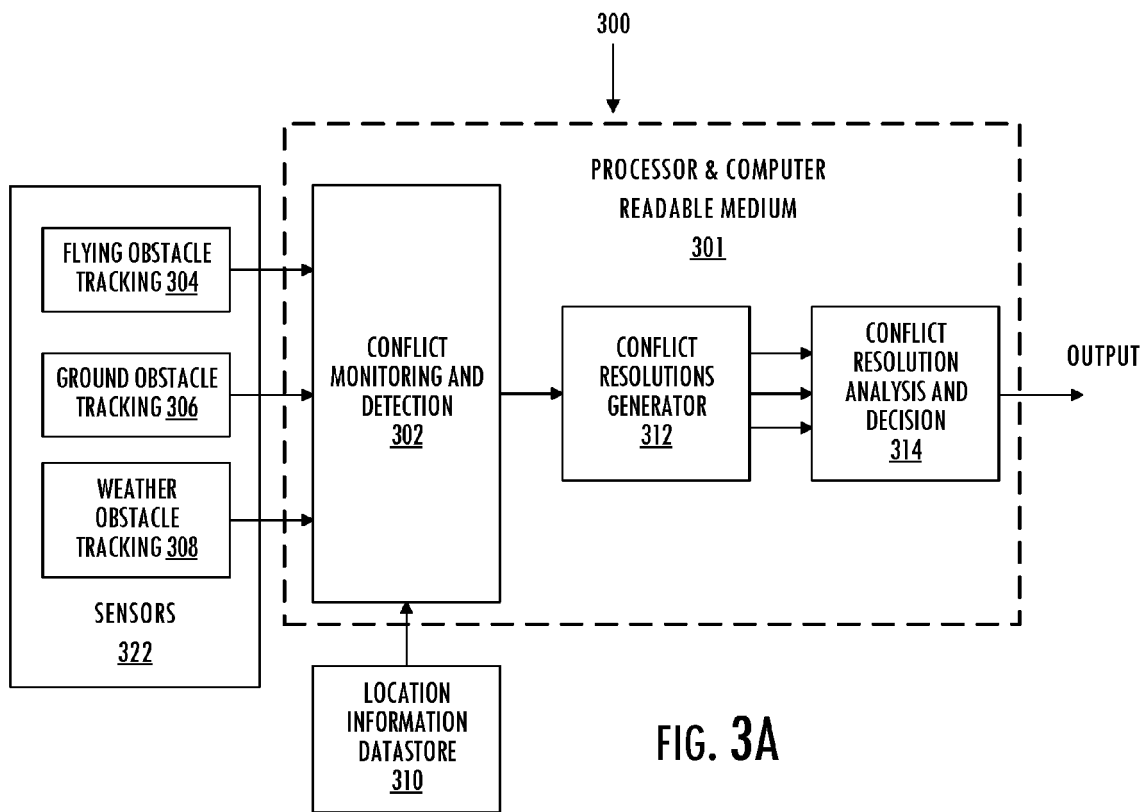 300
PROCESSOR & COMPUTER
READABLE MEDIUM
301
FLYING OBSTACLE
TRACKING 304
GROUND OBSTACLE
TRACKING 306
WEATHER
OBSTACLE
TRACKING 308
SENSORS
322
CONFLICT
MONITORING AND
DETECTION
302
CONFLICT
RESOLUTIONS
GENERATOR
312
CONFLICT
RESOLUTION
ANALYSIS AND
DECISION
314
OUTPUT
LOCATION
INFORMATION
DATASTORE
310
FIG. 3A